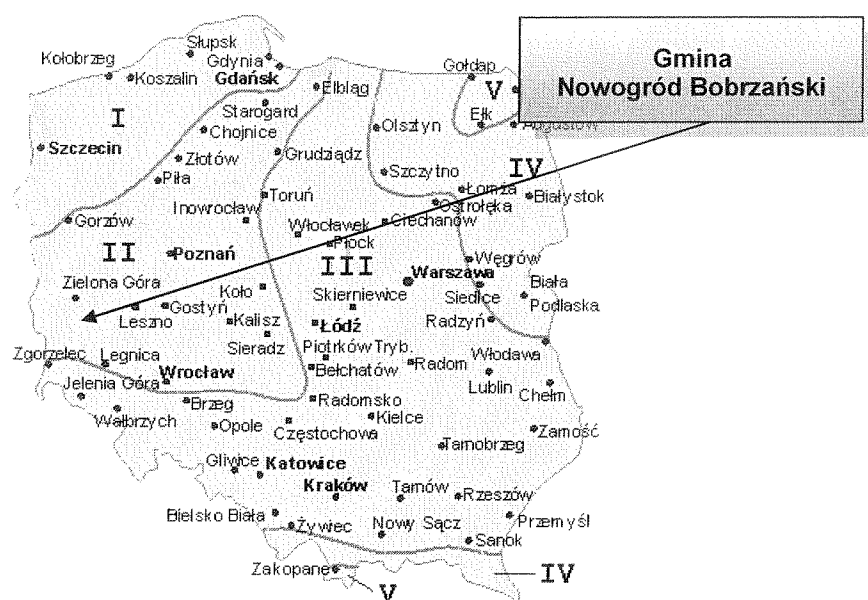 Gmina
Nowogród Bobrzański
Słupsk
Kołobrzeg
Gdynia
Koszalin
Gdańsk
Gołdap
Elbląg
V
I
Starogard
Ełk
Augustów
Chojnice
Olsztyn
Szczecin
Złotów
Grudziądz
IV
Piła
Szczytno
Toruń
Łomża
Białystok
Gorzów
Inowrocław
Ostrołęka
Włocławek
Ciechanów
II
Poznań
Płock
III
Węgrów
Warszawa
Zielona Góra
Koło
Skierniewice
Siedlce
Biała
Podlaska
Leszno
Gostyń
Kalisz
Łódź
Radzyń
Sieradz
Zgorzelec
Legnica
Piotrków Tryb.
Radom
Włodawa
Wrocław
Bełchatów
Lublin
Jelenia Góra
Chełm
Wałbrzych
Brzeg
Radomsko
Opole
Częstochowa
Kielce
Zamość
Tarnobrzeg
Gliwice
Katowice
Kraków
Tarnów
Rzeszów
Bielsko Biała
Żywiec
Nowy Sącz
Przemyśl
Sanok
Zakopane
V
IV